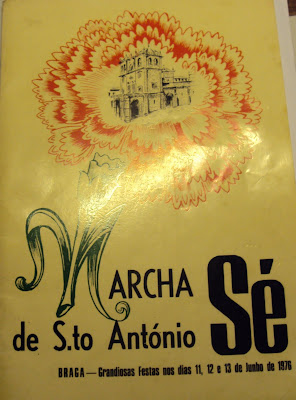 MARCHA
de S.to António Sé
BRAGA — Grandiosas Festas nos dias 11, 12 e 13 de Junho de 1976